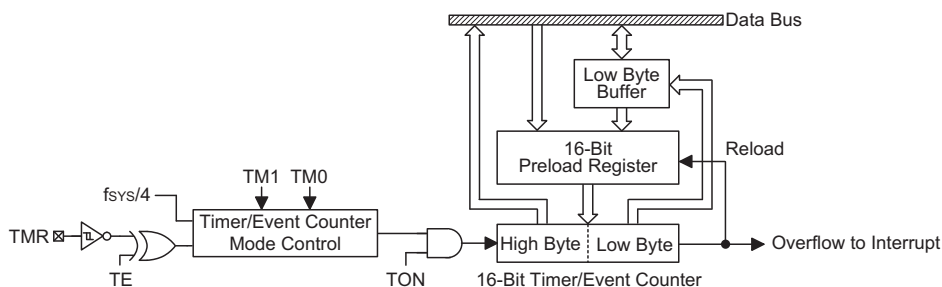 Data Bus
Low Byte
Buffer
16-Bit
Preload Register
Reload
TM1 TM0
fSYS/4
Timer/Event Counter
Mode Control
TMR
TE
TON
High Byte
Low Byte
Overflow to Interrupt
16-Bit Timer/Event Counter